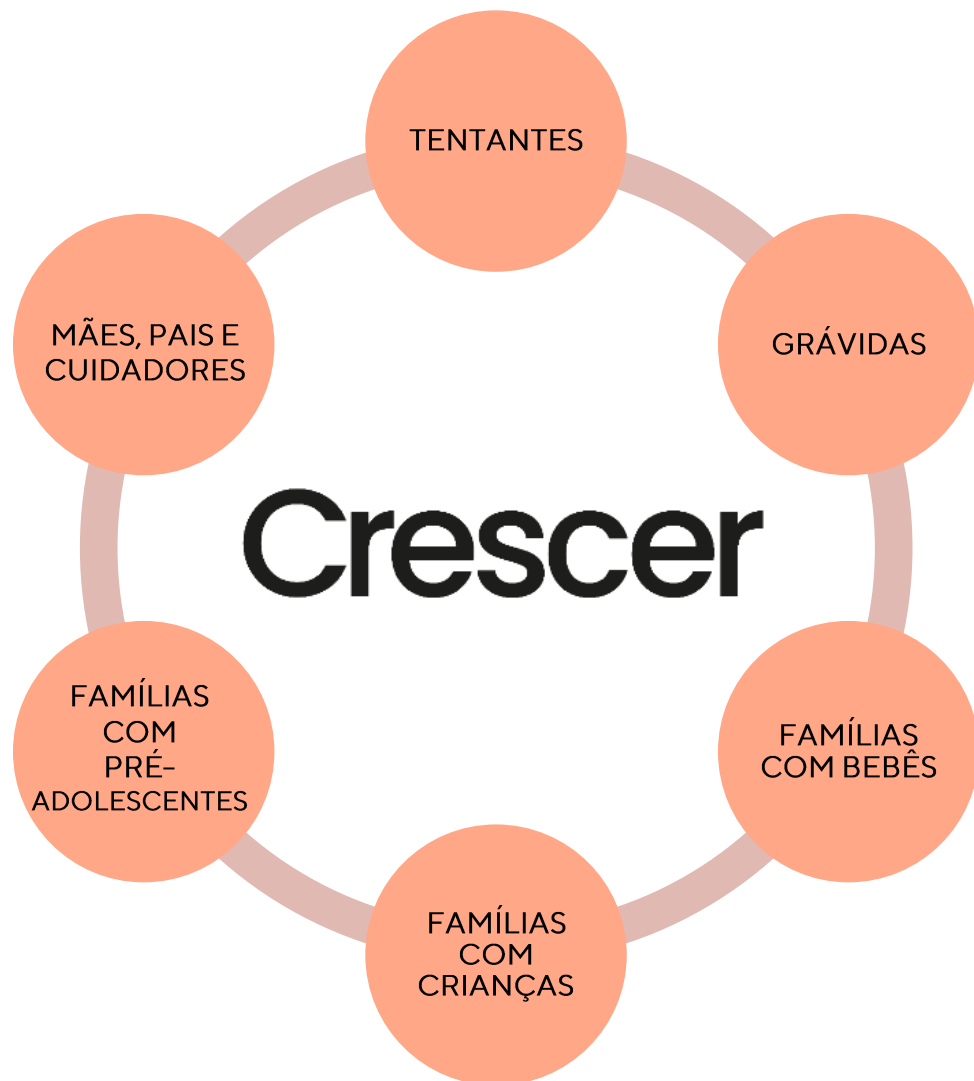 TENTANTES
MÃES, PAIS E
CUIDADORES
GRÁVIDAS
Crescer
FAMÍLIAS
COM
PRÉ-
ADOLESCENTES
FAMÍLIAS
COM BEBÊS
FAMÍLIAS
COM
CRIANÇAS